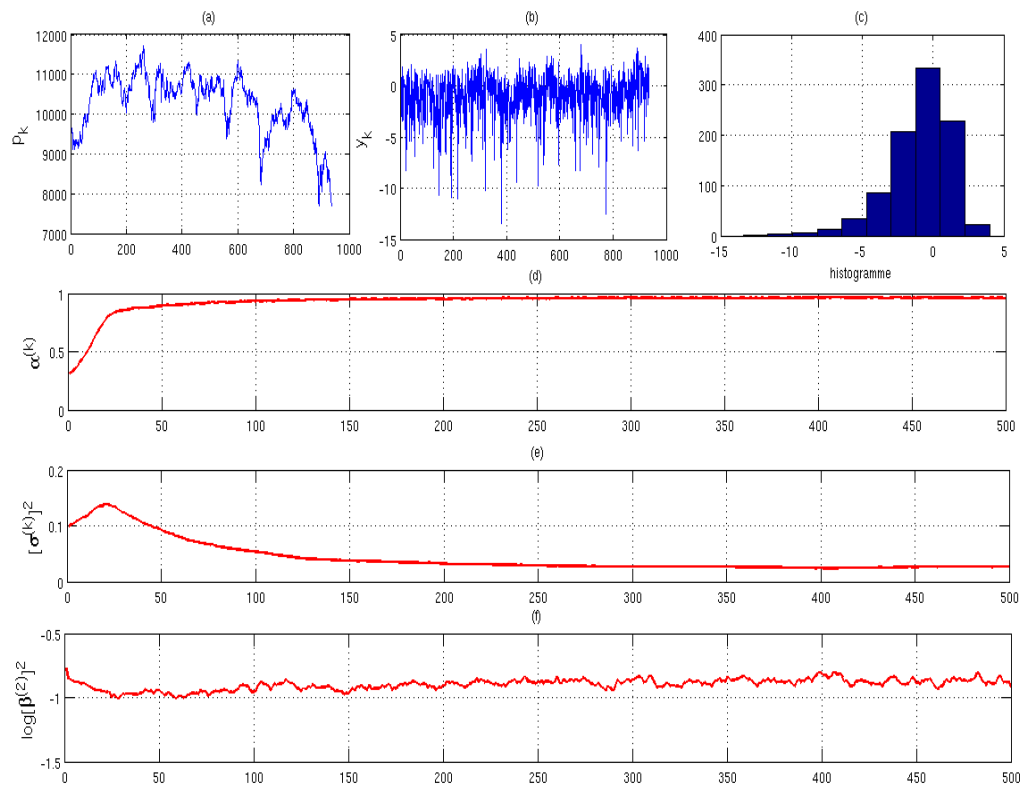 (a) (b) (c)
12000 5 400
11000 0 300
10000 -5 200
9000 -10 100
8000 -15 0
7000
p_k y_k
0 200 400 600 800 1000
0 200 400 600 800 1000
-15 -10 -5 0 5
histogramme
(d)
1
0.5
0
α^(k)
0 50 100 150 200 250 300 350 400 450 500
(e)
0.2
0.1
0
[σ^(k)]^2
0 50 100 150 200 250 300 350 400 450 500
(f)
-0.5
-1
-1.5
log[β^(2)]^2
0 50 100 150 200 250 300 350 400 450 500